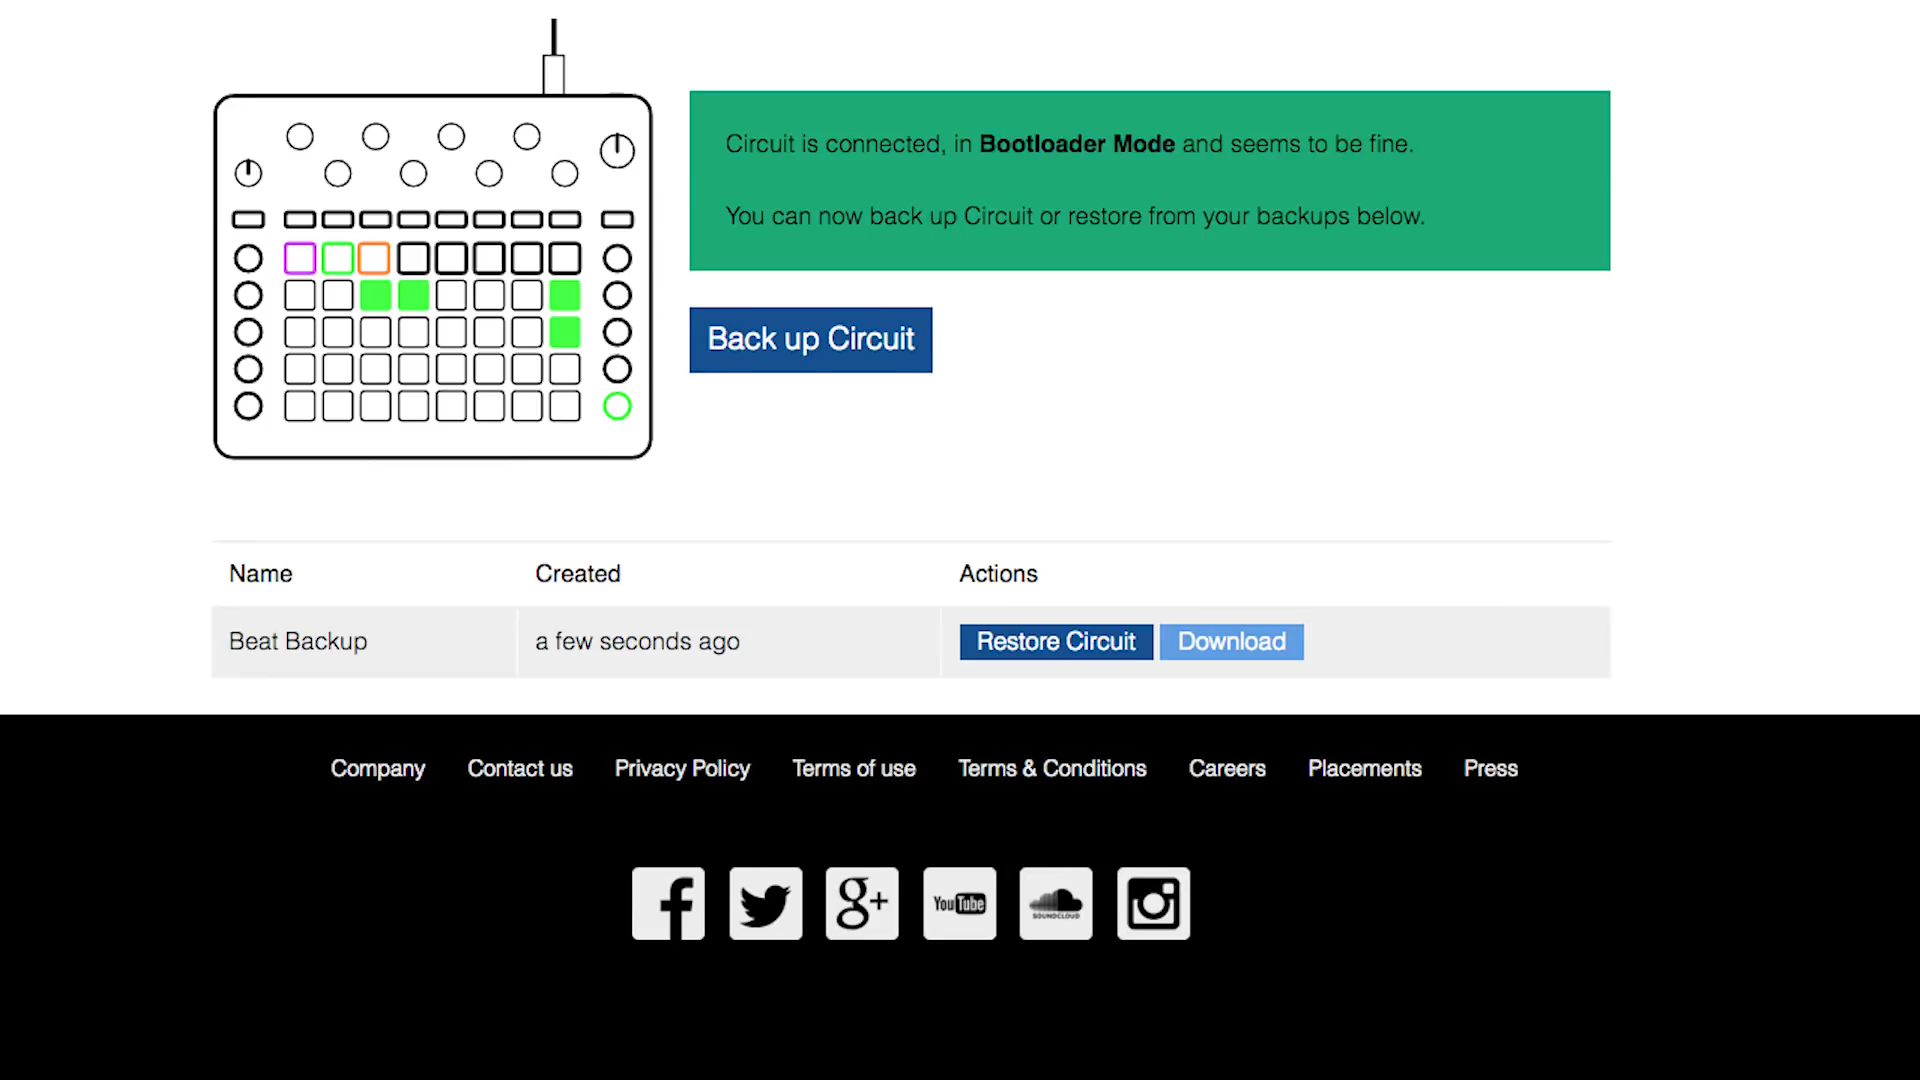 Circuit is connected, in Bootloader Mode and seems to be fine.
You can now back up Circuit or restore from your backups below.
Back up Circuit
Name Created Actions
Beat Backup a few seconds ago Restore Circuit Download
Company Contact us Privacy Policy Terms of use Terms & Conditions Careers Placements Press
f g+ You Tube SOUNDCLOUD